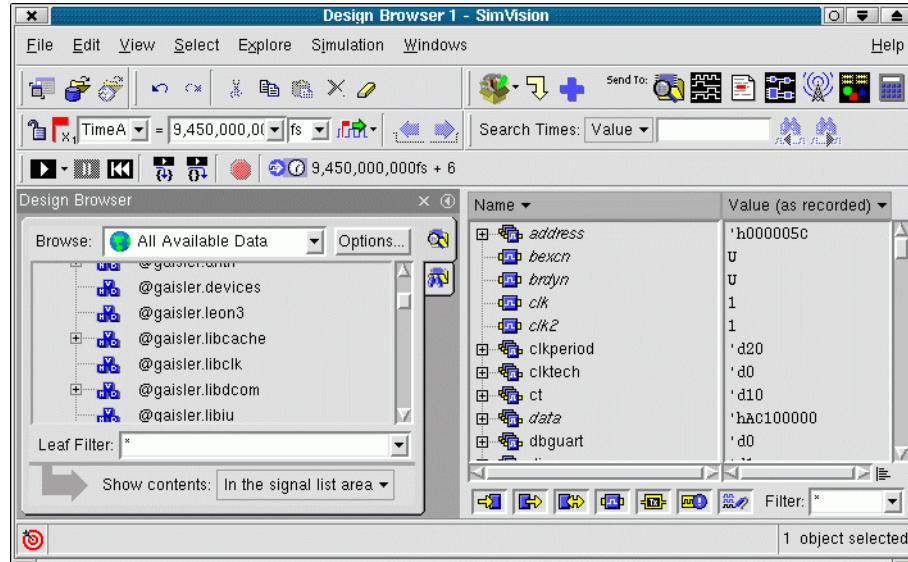 Design Browser 1 - SimVision
File Edit View Select Explore Simulation Windows Help
Send To:
TimeA = 9,450,000,0( fs Search Times: Value
9,450,000,000fs + 6
Design Browser
Browse: All Available Data Options...
@gaisler.devices
@gaisler.leon3
@gaisler.libcache
@gaisler.libclk
@gaisler.libdcom
@gaisler.libiu
Leaf Filter: *
Show contents: In the signal list area
Name Value (as recorded)
address 'h000005C
bexcn U
brdyn U
clk 1
clk2 1
clkperiod 'd20
clktech 'd0
ct 'd10
data 'hAC100000
dbguart 'd0
Filter: *
1 object selected